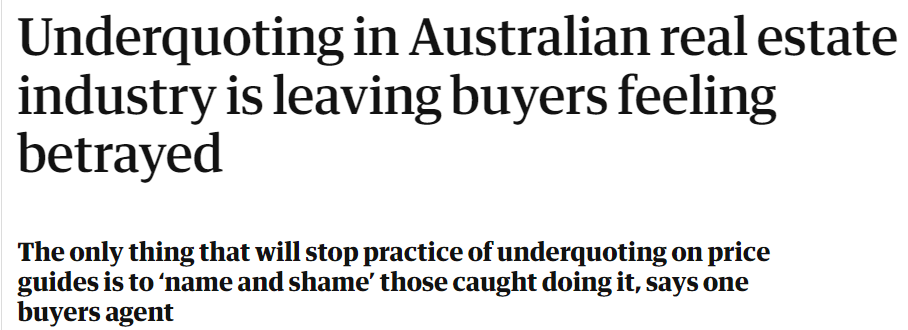 Underquoting in Australian real estate
industry is leaving buyers feeling
betrayed
The only thing that will stop practice of underquoting on price
guides is to ‘name and shame’ those caught doing it, says one
buyers agent